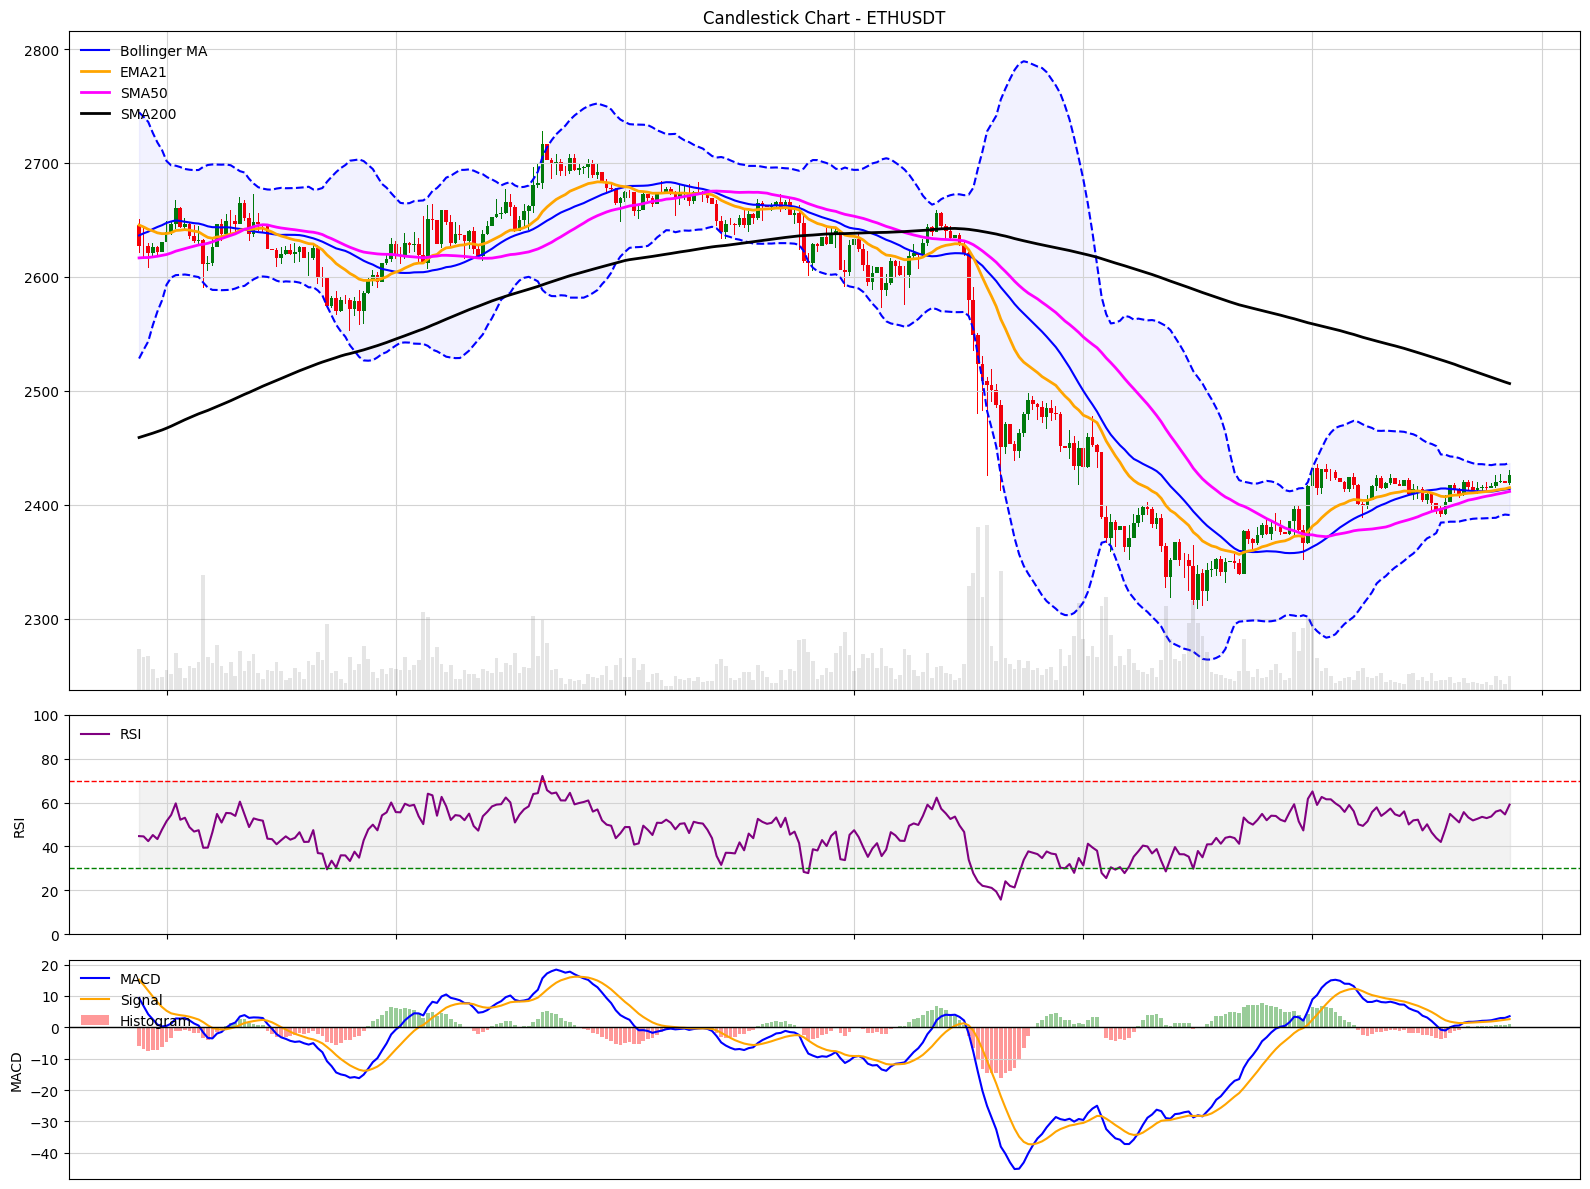 Candlestick Chart - ETHUSDT
Bollinger MA
EMA21
SMA50
SMA200
2800
2700
2600
2500
2400
2300
RSI
RSI
100
80
60
40
20
0
MACD
Signal
Histogram
MACD
20
10
0
−10
−20
−30
−40